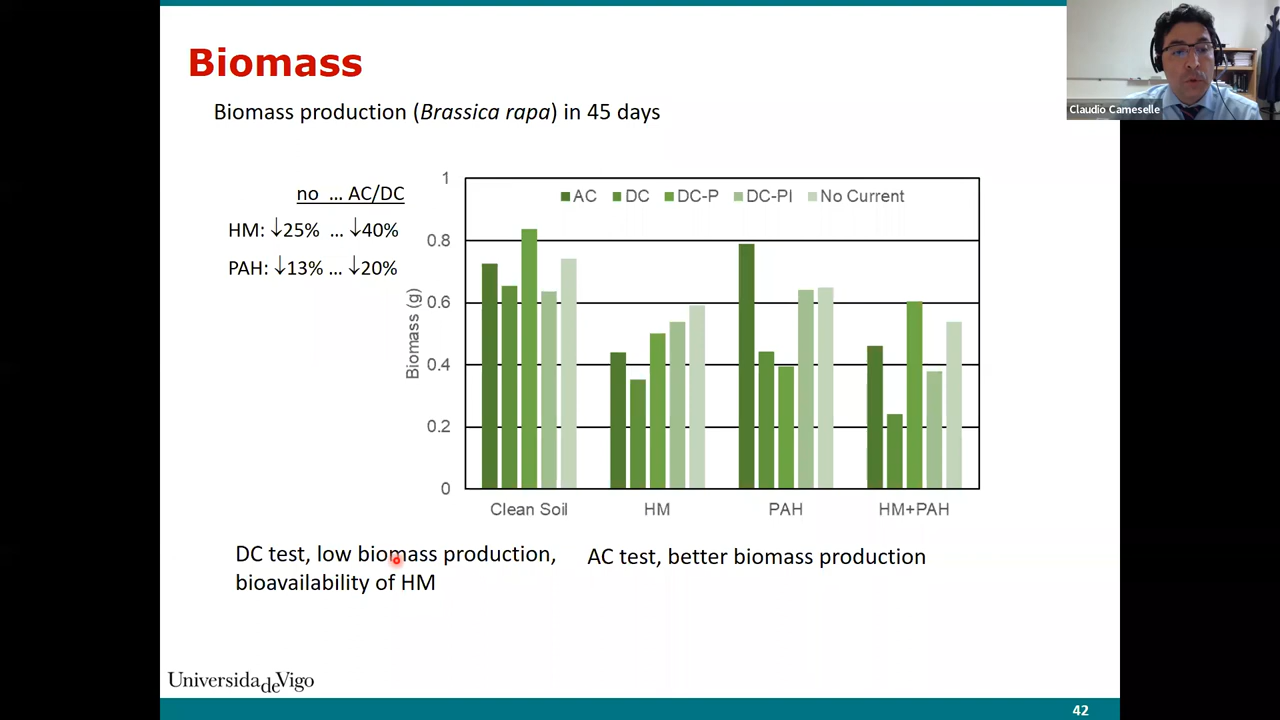 Biomass
Claudio Cameselle
Biomass production (Brassica rapa) in 45 days
no ... AC/DC
HM: ↓25% ... ↓40%
PAH: ↓13% ... ↓20%
AC DC DC-P DC-PI No Current
Biomass (g)
1
0.8
0.6
0.4
0.2
0
Clean Soil HM PAH HM+PAH
DC test, low biomass production,
bioavailability of HM
AC test, better biomass production
UniversidadeVigo
42